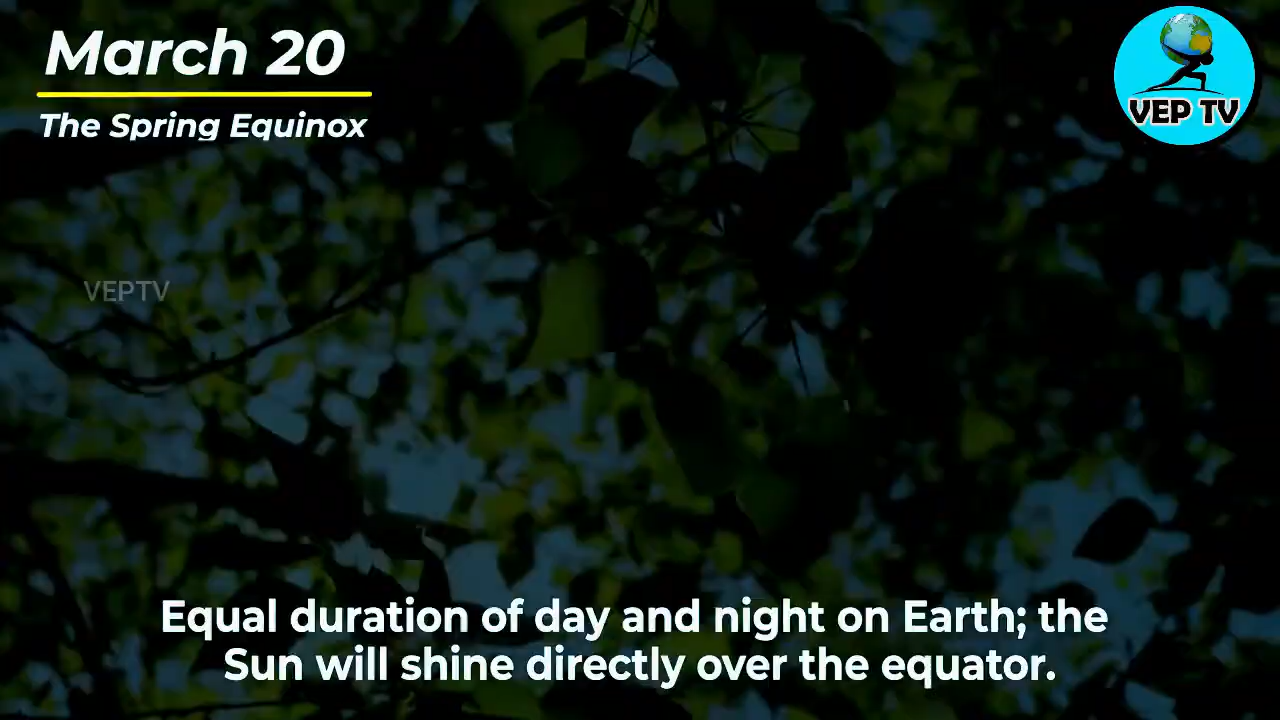 March 20
The Spring Equinox
VEP TV
VEPTV
Equal duration of day and night on Earth; the
Sun will shine directly over the equator.